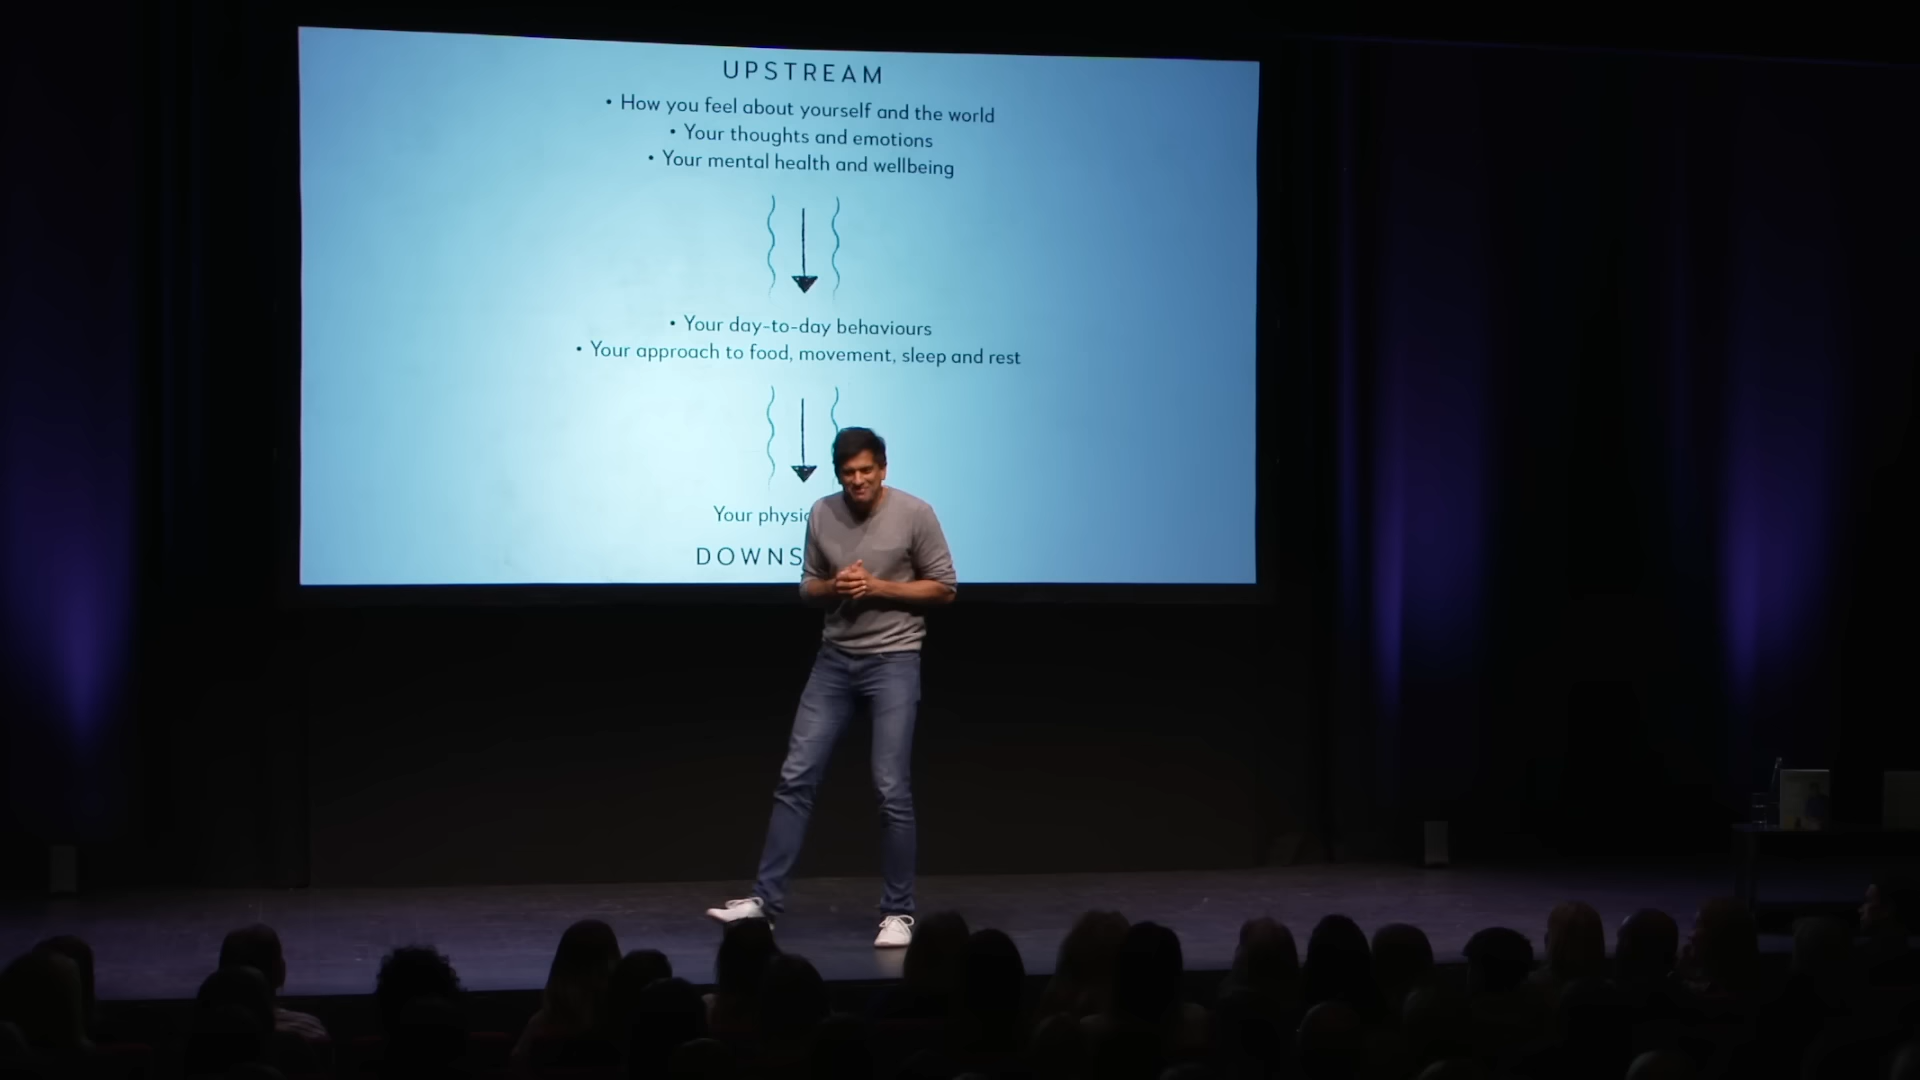 UPSTREAM
• How you feel about yourself and the world
• Your thoughts and emotions
• Your mental health and wellbeing
• Your day-to-day behaviours
• Your approach to food, movement, sleep and rest
Your